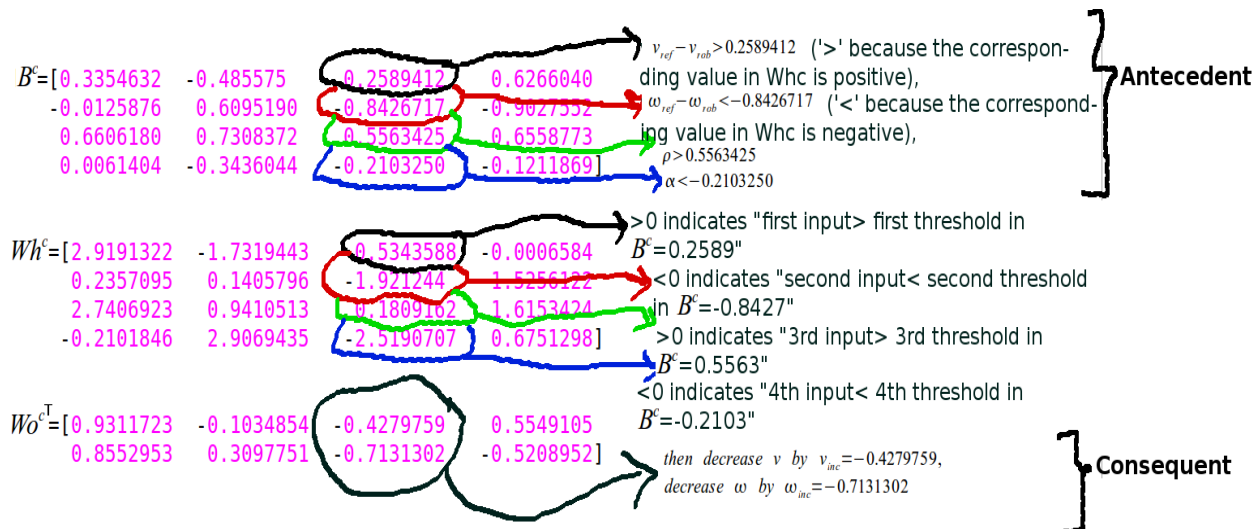 v_ref − v_rob > 0.2589412 ('>' because the correspon-
B^c=[0.3354632 -0.485575 0.2589412 0.6266040 ding value in Whc is positive), Antecedent
-0.0125876 0.6095190 -0.8426717 -0.9027552 ω_ref − ω_rob < −0.8426717 ('<' because the correspond-
0.6606180 0.7308372 0.5563425 0.6558773 ing value in Whc is negative),
ρ>0.5563425
0.0061404 -0.3436044 -0.2103250 -0.1211869]
α<−0.2103250
>0 indicates "first input> first threshold in
Wh^c=[2.9191322 -1.7319443 0.5343588 -0.0006584 B^c=0.2589"
0.2357095 0.1405796 -1.921244 1.5256122 <0 indicates "second input< second threshold
2.7406923 0.9410513 0.1809162 1.6153424 in B^c=-0.8427"
-0.2101846 2.9069435 -2.5190707 0.6751298] >0 indicates "3rd input> 3rd threshold in
B^c=0.5563"
<0 indicates "4th input< 4th threshold in
Wo^cT=[0.9311723 -0.1034854 -0.4279759 0.5549105 B^c=-0.2103"
0.8552953 0.3097751 -0.7131302 -0.5208952] then decrease v by v_inc=−0.4279759, Consequent
decrease ω by ω_inc=−0.7131302